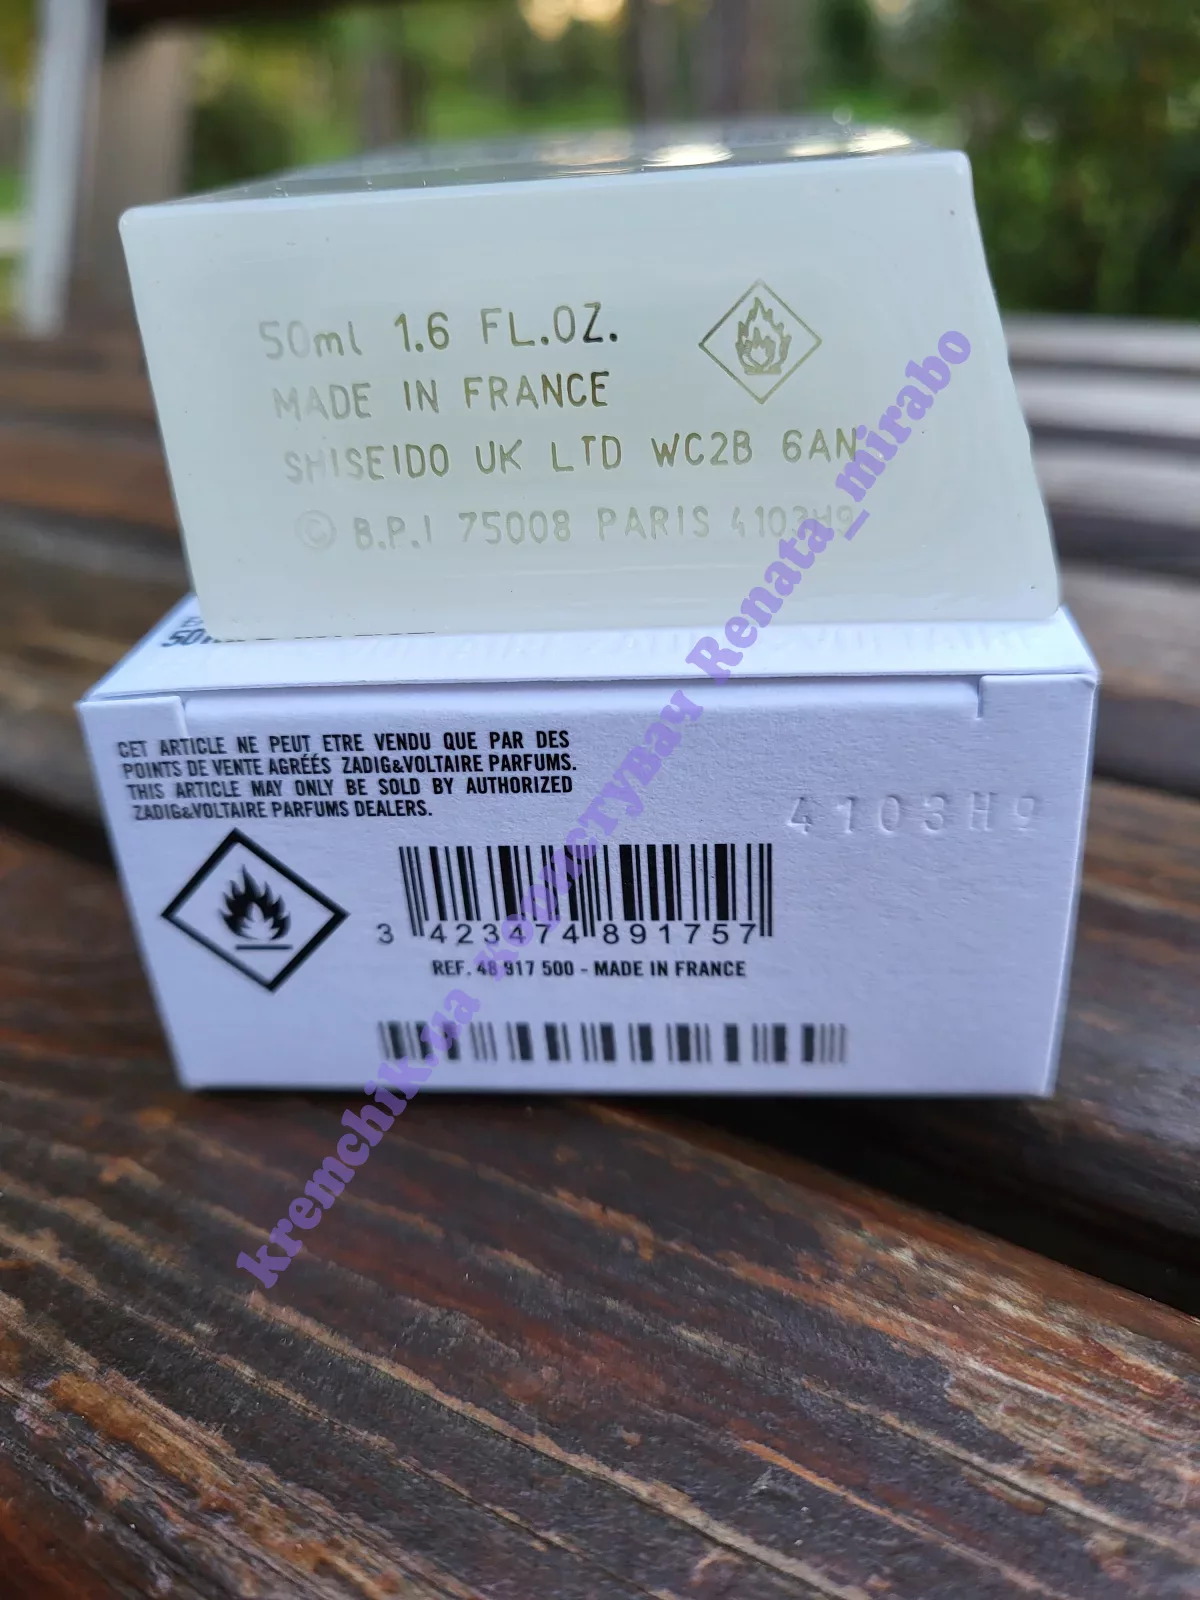 50ml 1.6 FL.OZ.
MADE IN FRANCE
SHISEIDO UK LTD WC2B 6AN
© B.P.I 75008 PARIS 4103H9
CET ARTICLE NE PEUT ETRE VENDU QUE PAR DES
POINTS DE VENTE AGRÉÉS ZADIG&VOLTAIRE PARFUMS.
THIS ARTICLE MAY ONLY BE SOLD BY AUTHORIZED
ZADIG&VOLTAIRE PARFUMS DEALERS.
4103H9
3 423474 891757
REF. 48 917 500 - MADE IN FRANCE
kremchik.ua Користувач Renata_mirabo